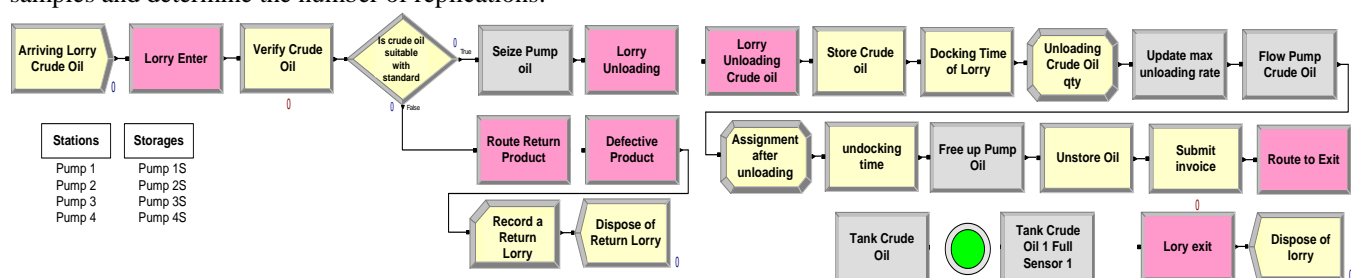 samples and determine the number of replications.
Arriving Lorry
Crude Oil
0
Lorry Enter
Verify Crude
Oil
0
Is crude oil
suitable
with
standard
0
True
0
False
Seize Pump
oil
Lorry
Unloading
Route Return
Product
Defective
Product
Record a
Return
Lorry
Dispose of
Return Lorry
0
Stations
Pump 1
Pump 2
Pump 3
Pump 4
Storages
Pump 1S
Pump 2S
Pump 3S
Pump 4S
Lorry
Unloading
Crude oil
Store Crude
oil
Docking Time
of Lorry
Unloading
Crude Oil
qty
Update max
unloading rate
Flow Pump
Crude Oil
Assignment
after
unloading
undocking
time
Free up Pump
Oil
Unstore Oil
Submit
invoice
0
Route to Exit
Tank Crude
Oil
Tank Crude
Oil 1 Full
Sensor 1
Lory exit
Dispose of
lorry
0